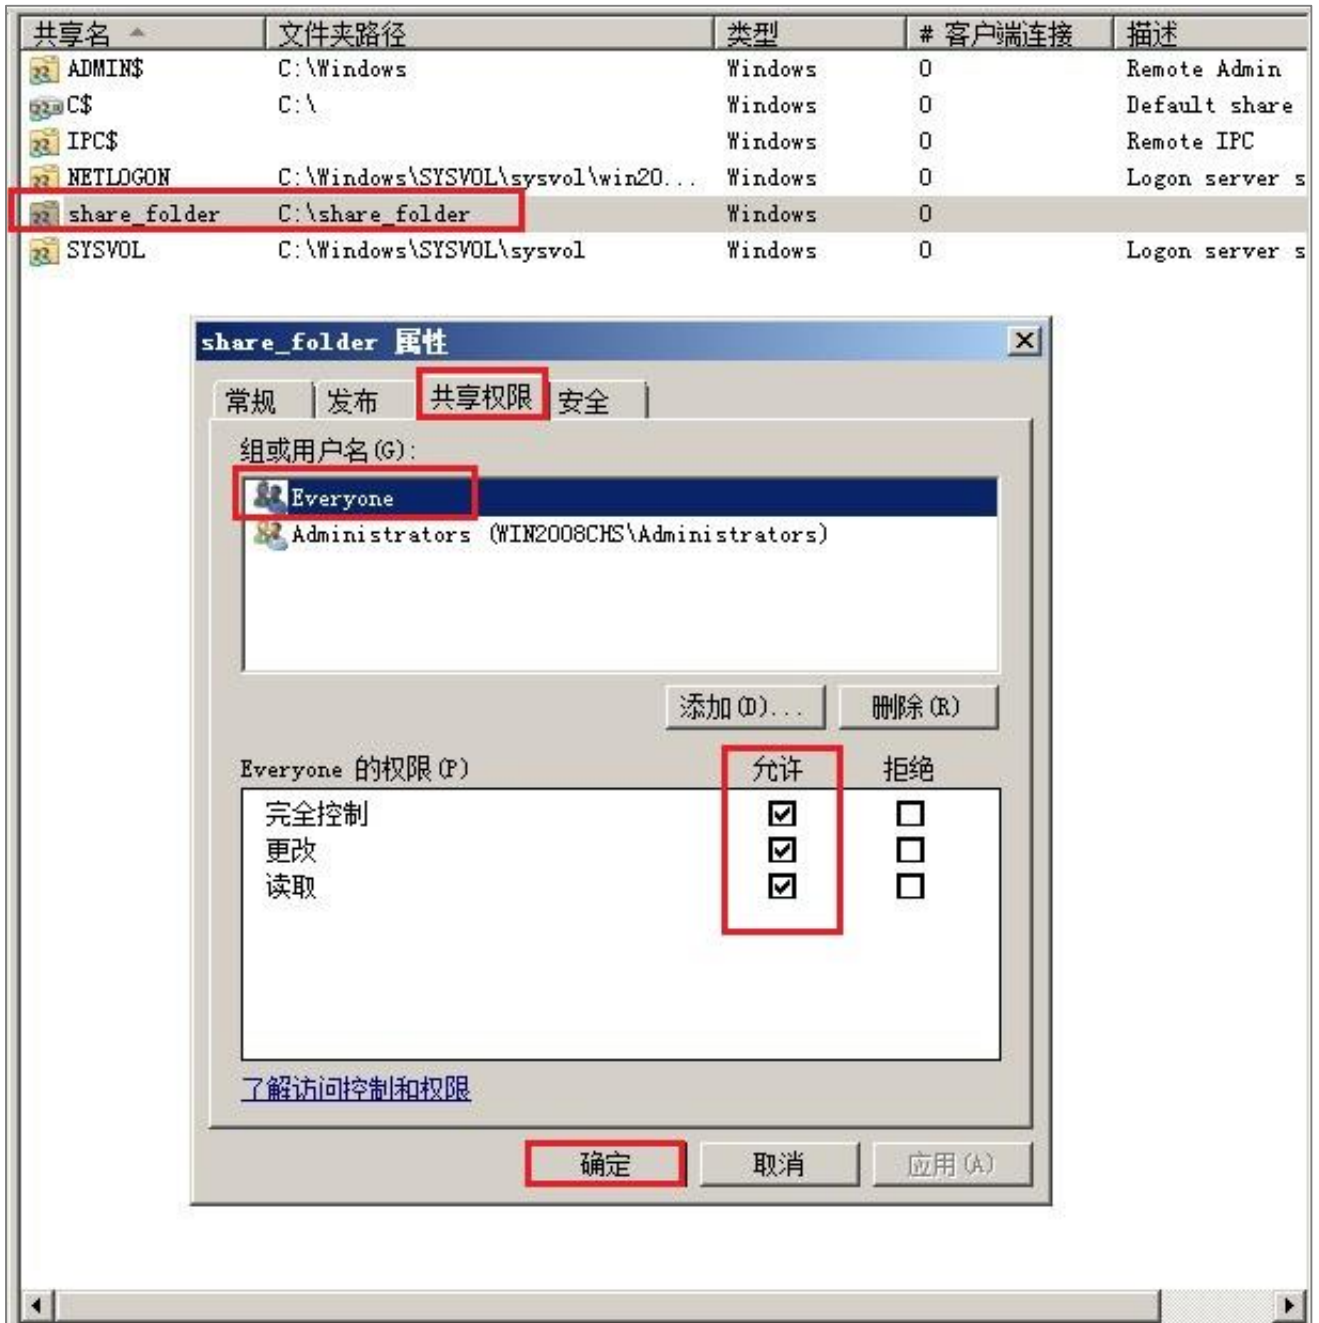 共享名 文件夹路径 类型 # 客户端连接 描述
ADMIN$ C:\Windows Windows 0 Remote Admin
C$ C:\ Windows 0 Default share
IPC$ Windows 0 Remote IPC
NETLOGON C:\Windows\SYSVOL\sysvol\win20... Windows 0 Logon server s
share_folder C:\share_folder Windows 0
SYSVOL C:\Windows\SYSVOL\sysvol Windows 0 Logon server s
share_folder 属性
常规 发布 共享权限 安全
组或用户名(G):
Everyone
Administrators (WIN2008CHS\Administrators)
添加(D)... 删除(R)
Everyone 的权限(P) 允许 拒绝
完全控制
更改
读取
了解访问控制和权限
确定 取消 应用(A)